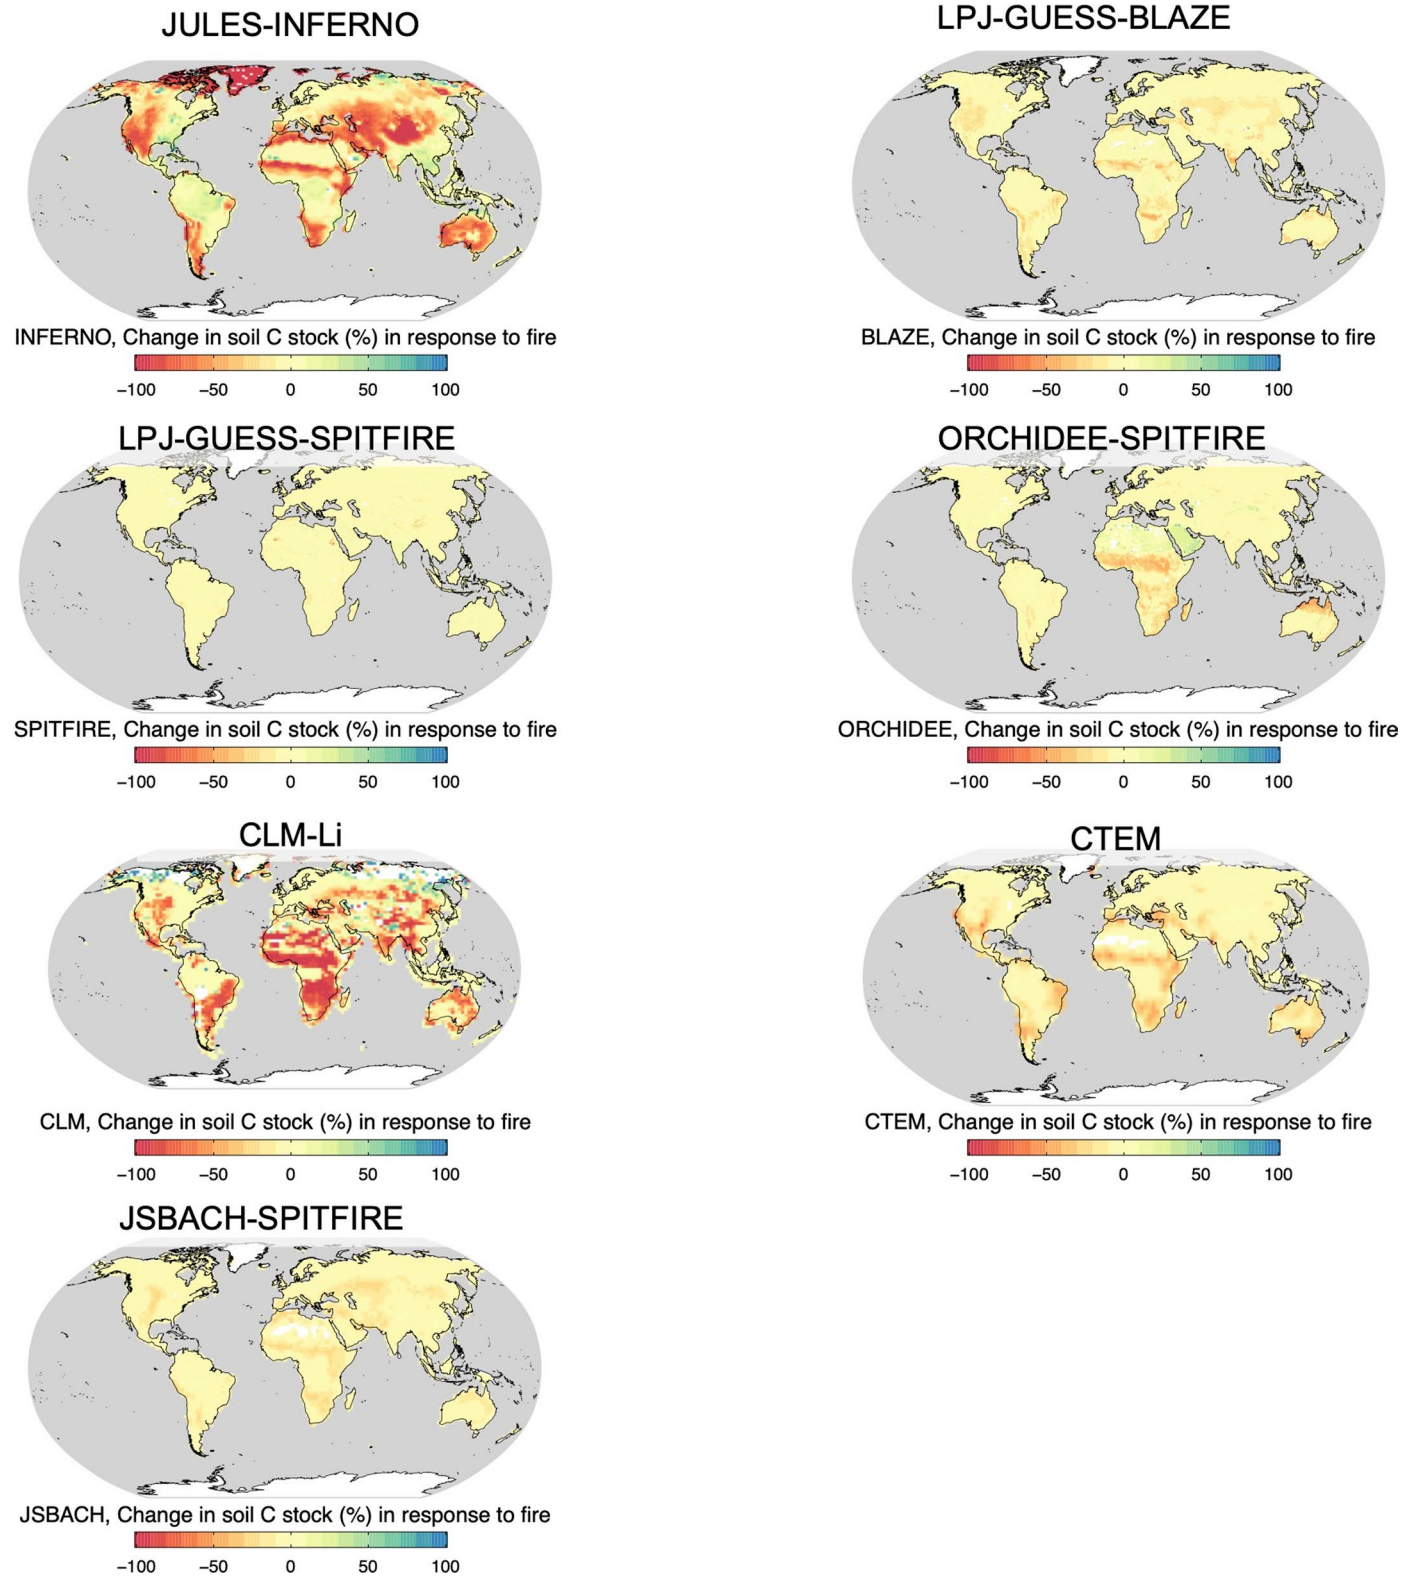 JULES-INFERNO
LPJ-GUESS-BLAZE
INFERNO, Change in soil C stock (%) in response to fire
−100 −50 0 50 100
BLAZE, Change in soil C stock (%) in response to fire
−100 −50 0 50 100
LPJ-GUESS-SPITFIRE
ORCHIDEE-SPITFIRE
SPITFIRE, Change in soil C stock (%) in response to fire
−100 −50 0 50 100
ORCHIDEE, Change in soil C stock (%) in response to fire
−100 −50 0 50 100
CLM-Li
CTEM
CLM, Change in soil C stock (%) in response to fire
−100 −50 0 50 100
CTEM, Change in soil C stock (%) in response to fire
−100 −50 0 50 100
JSBACH-SPITFIRE
JSBACH, Change in soil C stock (%) in response to fire
−100 −50 0 50 100